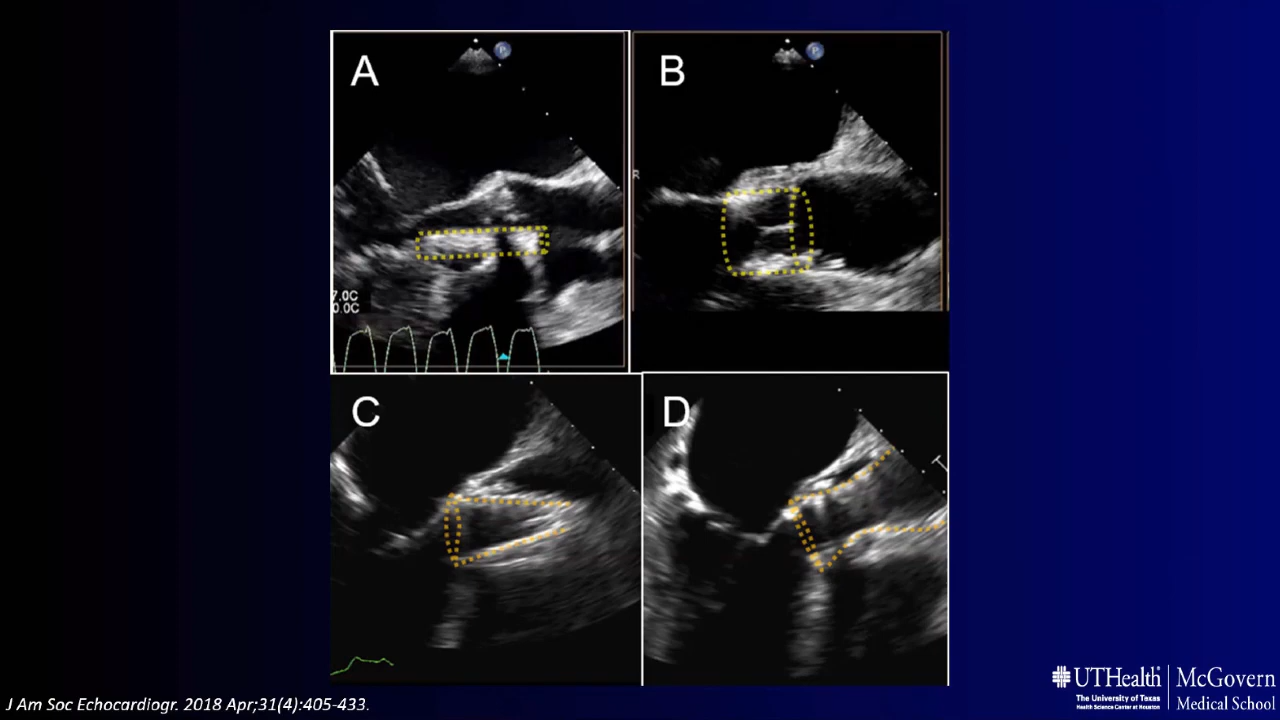 A
B
P
P
R
7.0C
0.0C
C
D
T
J Am Soc Echocardiogr. 2018 Apr;31(4):405-433.
UTHealth
The University of Texas
Health Science Center at Houston
McGovern
Medical School